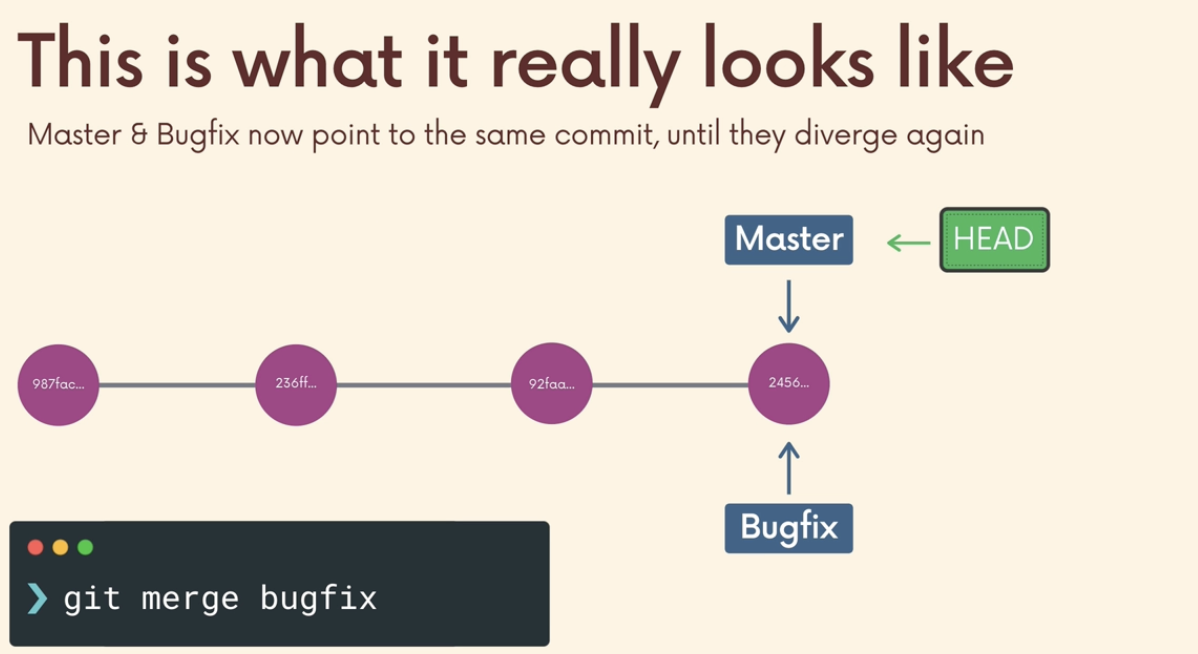 This is what it really looks like
Master & Bugfix now point to the same commit, until they diverge again
Master
HEAD
987fac...
236ff...
92faa...
2456...
Bugfix
❯ git merge bugfix